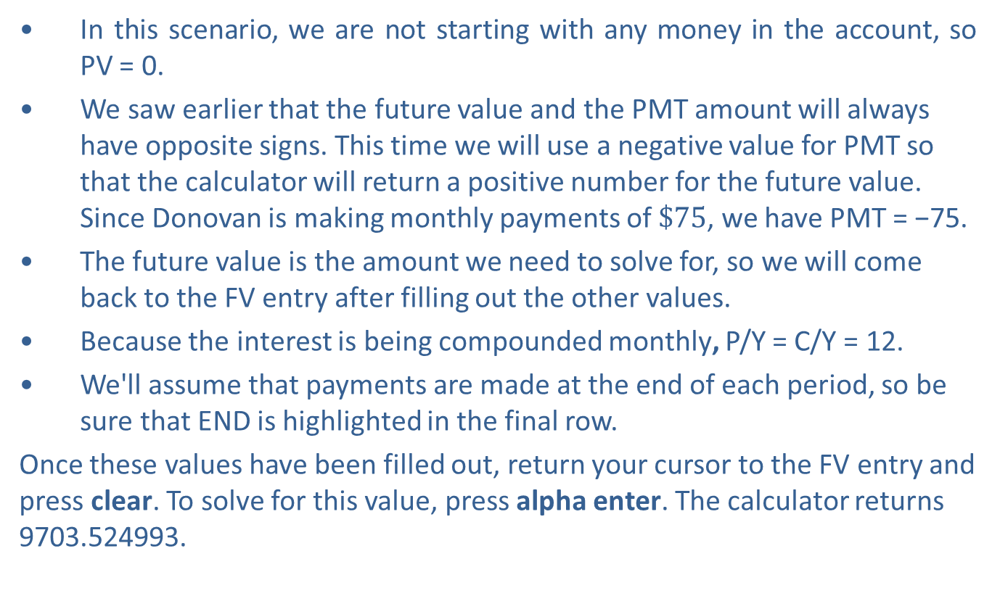 • In this scenario, we are not starting with any money in the account, so
PV = 0.
• We saw earlier that the future value and the PMT amount will always
have opposite signs. This time we will use a negative value for PMT so
that the calculator will return a positive number for the future value.
Since Donovan is making monthly payments of $75, we have PMT = −75.
• The future value is the amount we need to solve for, so we will come
back to the FV entry after filling out the other values.
• Because the interest is being compounded monthly, P/Y = C/Y = 12.
• We'll assume that payments are made at the end of each period, so be
sure that END is highlighted in the final row.
Once these values have been filled out, return your cursor to the FV entry and
press clear. To solve for this value, press alpha enter. The calculator returns
9703.524993.